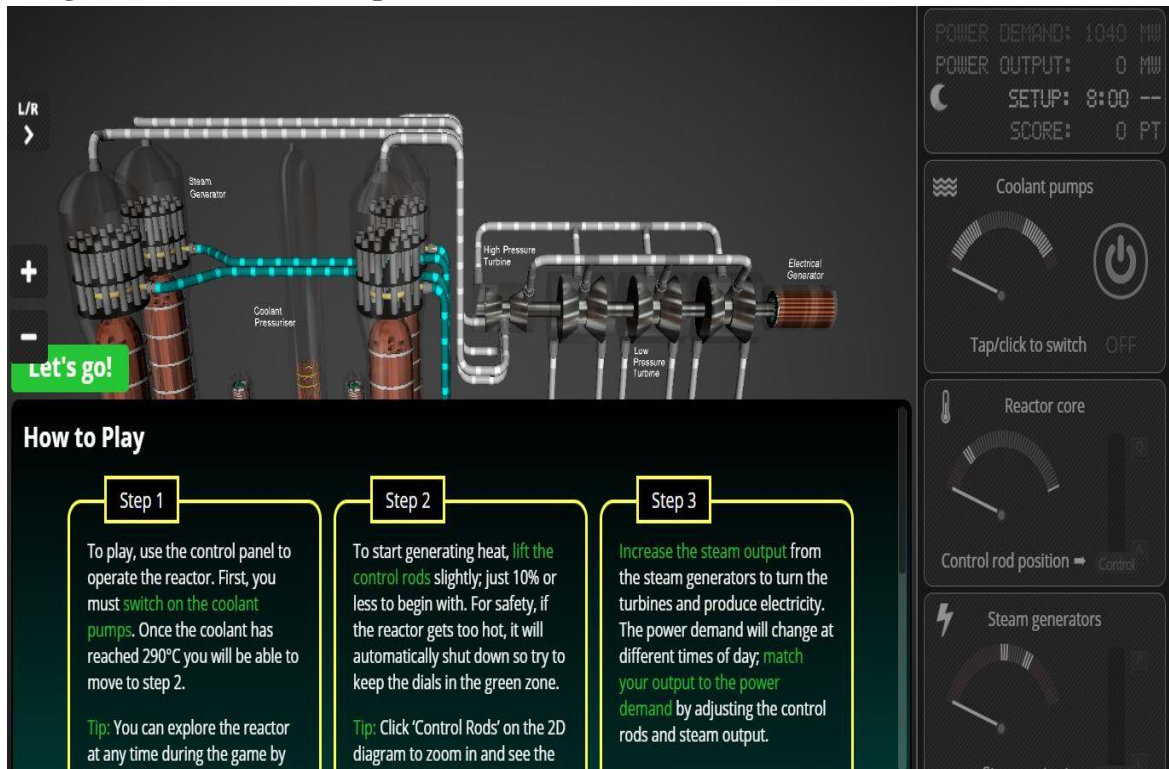 L/R
+
−
Let's go!
Steam
Generator
Coolant
Pressuriser
High Pressure
Turbine
Low
Pressure
Turbine
Electrical
Generator
How to Play
Step 1
To play, use the control panel to
operate the reactor. First, you
must switch on the coolant
pumps. Once the coolant has
reached 290°C you will be able to
move to step 2.
Tip: You can explore the reactor
at any time during the game by
Step 2
To start generating heat, lift the
control rods slightly; just 10% or
less to begin with. For safety, if
the reactor gets too hot, it will
automatically shut down so try to
keep the dials in the green zone.
Tip: Click ‘Control Rods’ on the 2D
diagram to zoom in and see the
Step 3
Increase the steam output from
the steam generators to turn the
turbines and produce electricity.
The power demand will change at
different times of day; match
your output to the power
demand by adjusting the control
rods and steam output.
POWER DEMAND: 1040 MW
POWER OUTPUT: 0 MW
SETUP: 8:00 --
SCORE: 0 PT
Coolant pumps
Tap/click to switch OFF
Reactor core
Q
A
Control rod position ➡ Control
Steam generators
P